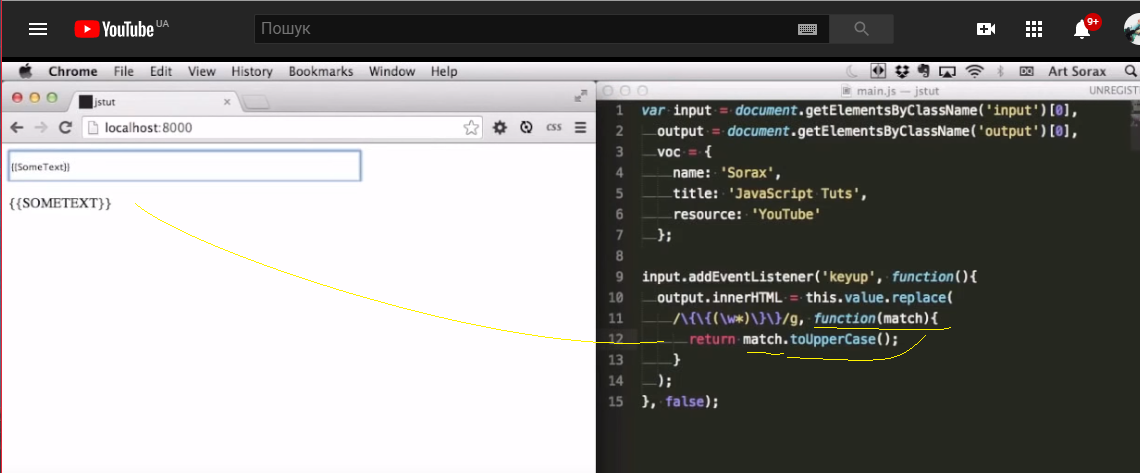 YouTube UA
Пошук
9+
Chrome File Edit View History Bookmarks Window Help
Art Sorax
jstut
main.js — jstut
UNREGIST
localhost:8000
css
{{SomeText}}
{{SOMETEXT}}
1 var input = document.getElementsByClassName('input')[0],
2 output = document.getElementsByClassName('output')[0],
3 voc = {
4 name: 'Sorax',
5 title: 'JavaScript Tuts',
6 resource: 'YouTube'
7 };
8
9 input.addEventListener('keyup', function(){
10 output.innerHTML = this.value.replace(
11 /\{\{(\w*)\}\}/g, function(match){
12 return match.toUpperCase();
13 }
14 );
15 }, false);